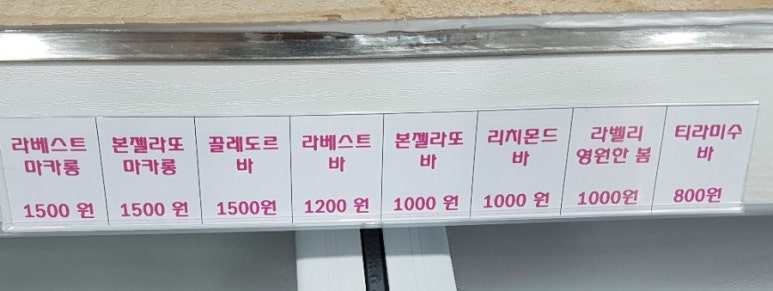 라베스트
마카롱
1500 원
본젤라또
마카롱
1500 원
끌레도르
바
1500원
라베스트
바
1200 원
본젤라또
바
1000 원
리치몬드
바
1000 원
라벨리
영원한 봄
1000원
티라미수
바
800원